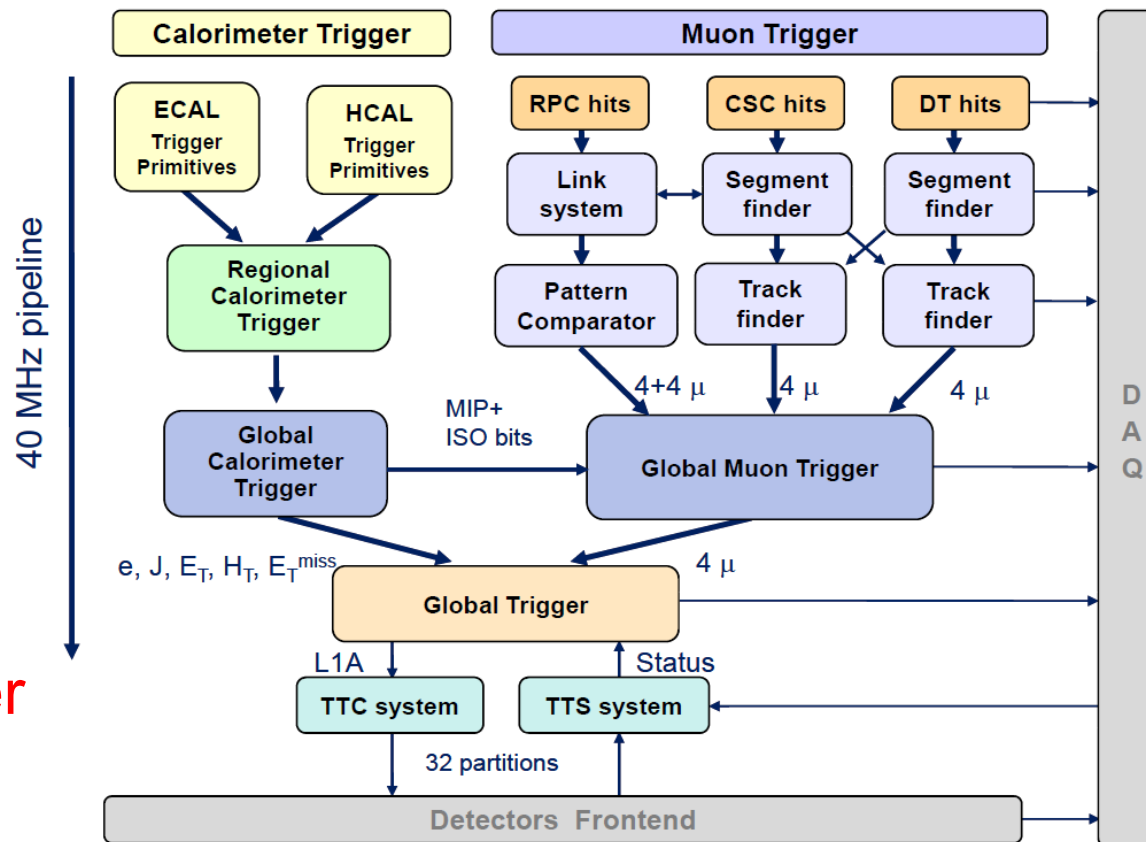 Calorimeter Trigger
Muon Trigger
ECAL
Trigger
Primitives
HCAL
Trigger
Primitives
RPC hits
CSC hits
DT hits
Link
system
Segment
finder
Segment
finder
Regional
Calorimeter
Trigger
Pattern
Comparator
Track
finder
Track
finder
40 MHz pipeline
4+4 μ
4 μ
4 μ
MIP+
ISO bits
Global
Calorimeter
Trigger
Global Muon Trigger
D
A
Q
e, J, E_T, H_T, E_T^miss
4 μ
Global Trigger
L1A
Status
er
TTC system
TTS system
32 partitions
Detectors Frontend